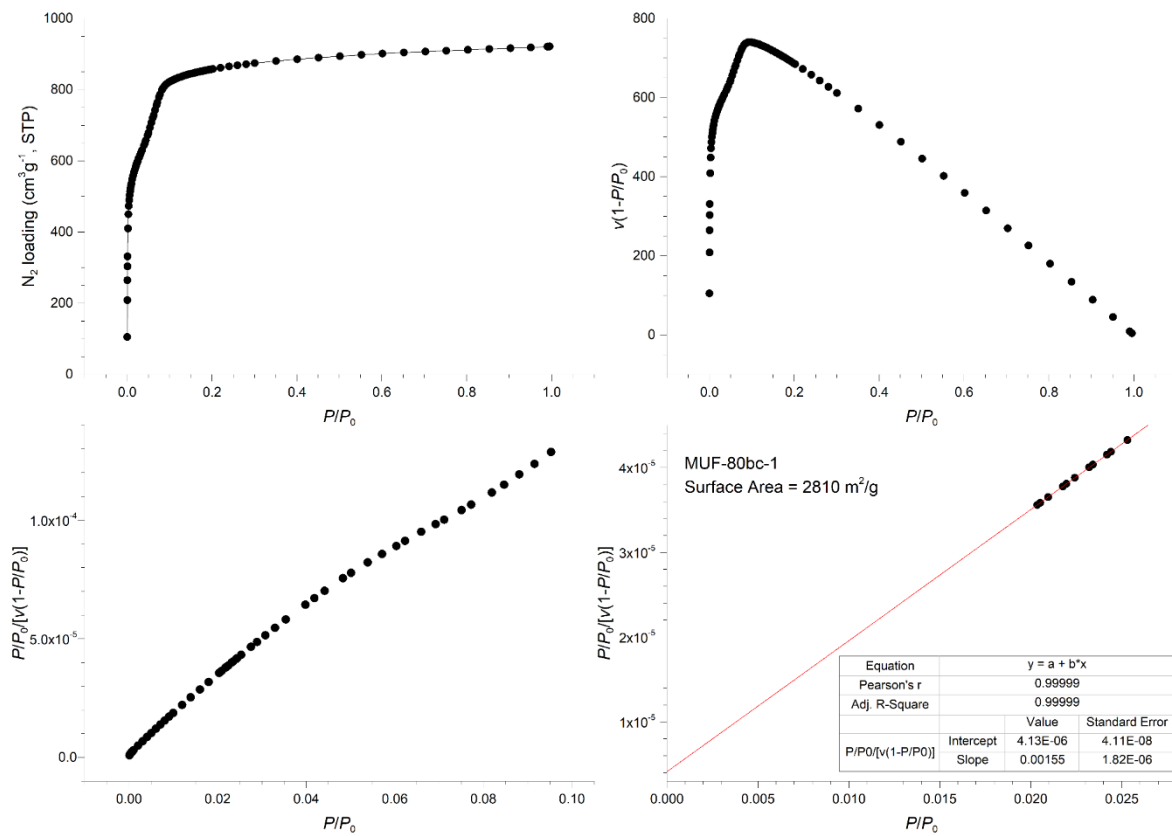 N₂ loading (cm³g⁻¹, STP)
1000
800
600
400
200
0
0.0 0.2 0.4 0.6 0.8 1.0
P/P₀
v(1-P/P₀)
800
600
400
200
0
0.0 0.2 0.4 0.6 0.8 1.0
P/P₀
P/P₀/[v(1-P/P₀)]
1.0x10⁻⁴
5.0x10⁻⁵
0.0
0.00 0.02 0.04 0.06 0.08 0.10
P/P₀
P/P₀/[v(1-P/P₀)]
4x10⁻⁵
3x10⁻⁵
2x10⁻⁵
1x10⁻⁵
MUF-80bc-1
Surface Area = 2810 m²/g
Equation y = a + b*x
Pearson's r 0.99999
Adj. R-Square 0.99999
Value Standard Error
P/P0/[v(1-P/P0)] Intercept 4.13E-06 4.11E-08
Slope 0.00155 1.82E-06
0.000 0.005 0.010 0.015 0.020 0.025
P/P₀